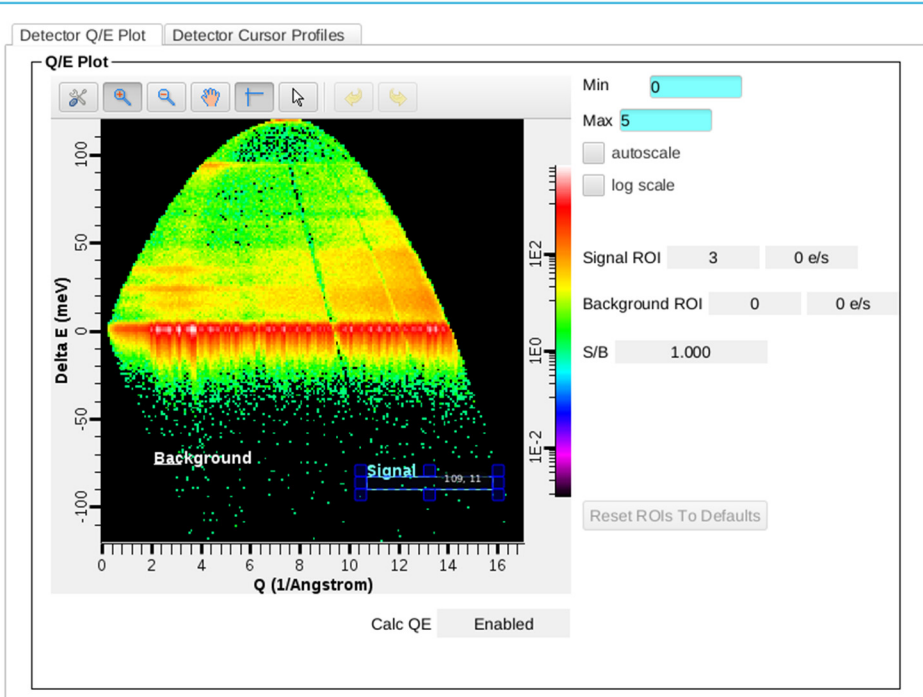 Detector Q/E Plot
Detector Cursor Profiles
Q/E Plot
Min 0
Max 5
autoscale
log scale
Signal ROI 3 0 e/s
Background ROI 0 0 e/s
S/B 1.000
Reset ROIs To Defaults
Delta E (meV)
100
50
0
-50
-100
Background
Signal
109, 11
1E2
1E0
1E-2
0 2 4 6 8 10 12 14 16
Q (1/Angstrom)
Calc QE Enabled